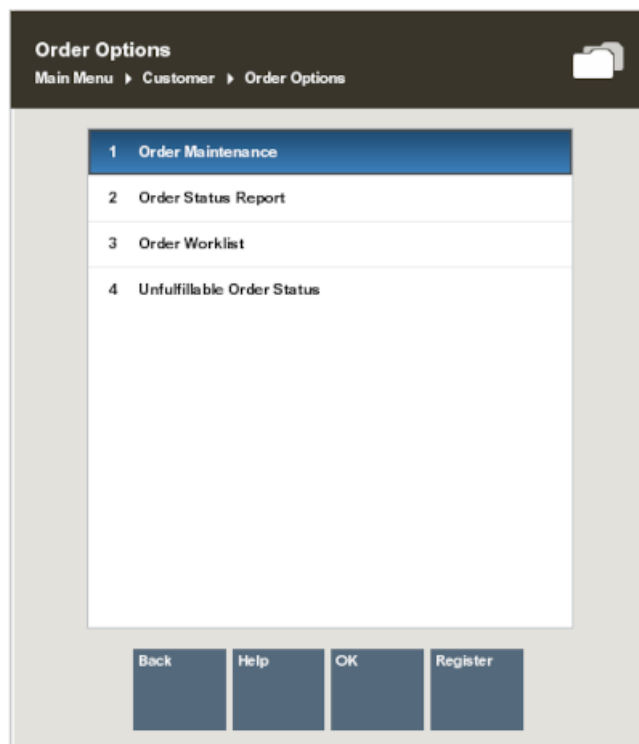 Order Options
Main Menu ▸ Customer ▸ Order Options
1 Order Maintenance
2 Order Status Report
3 Order Worklist
4 Unfulfillable Order Status
Back Help OK Register